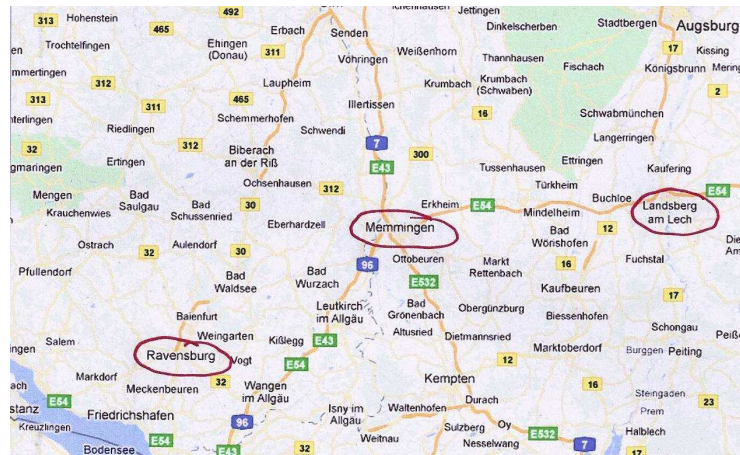 313
Hohenstein
492
Jettingen
Dinkelscherben
Stadtbergen
Augsburg
465
Erbach
Senden
17
Kissing
Trochtelfingen
Ehingen
(Donau)
311
Vöhringen
Weißenhorn
Thannhausen
Fischach
Königsbrunn
312
Laupheim
Krumbach
Krumbach
(Schwaben)
2
313
311
465
Illertissen
Schwabmünchen
16
Riedlingen
Schemmerhofen
Schwendi
Langerringen
32
312
7
Ertingen
Biberach
an der Riß
E43
300
Tussenhausen
Ettringen
Kaufering
Mengen
Bad
Saulgau
Ochsenhausen
312
Türkheim
Buchloe
E54
Krauchenwies
Bad
Schussenried
30
Erkheim
E54
Mindelheim
Landsberg
am Lech
Eberhardzell
Memmingen
12
Ostrach
32
Aulendorf
30
Bad
Wörishofen
Pfullendorf
Bad
Waldsee
Bad
Wurzach
96
Ottobeuren
Markt
Rettenbach
16
Fuchstal
E532
Kaufbeuren
17
Baienfurt
Leutkirch
im Allgäu
Bad
Grönenbach
Obergünzburg
Biessenhofen
Weingarten
Altusried
Dietmannsried
Schongau
Salem
Kißlegg
E43
Marktoberdorf
Burggen
Peiting
Ravensburg
Vogt
E54
12
Markdorf
Meckenbeuren
32
Wangen
im Allgäu
Kempten
16
Steingaden
23
E54
Friedrichshafen
96
Isny im
Allgäu
Waltenhofen
Durach
Prem
Kreuzlingen
E54
Weitnau
Sulzberg
Oy
E532
Halblech
Bodensee
E43
32
Nesselwang
7
17